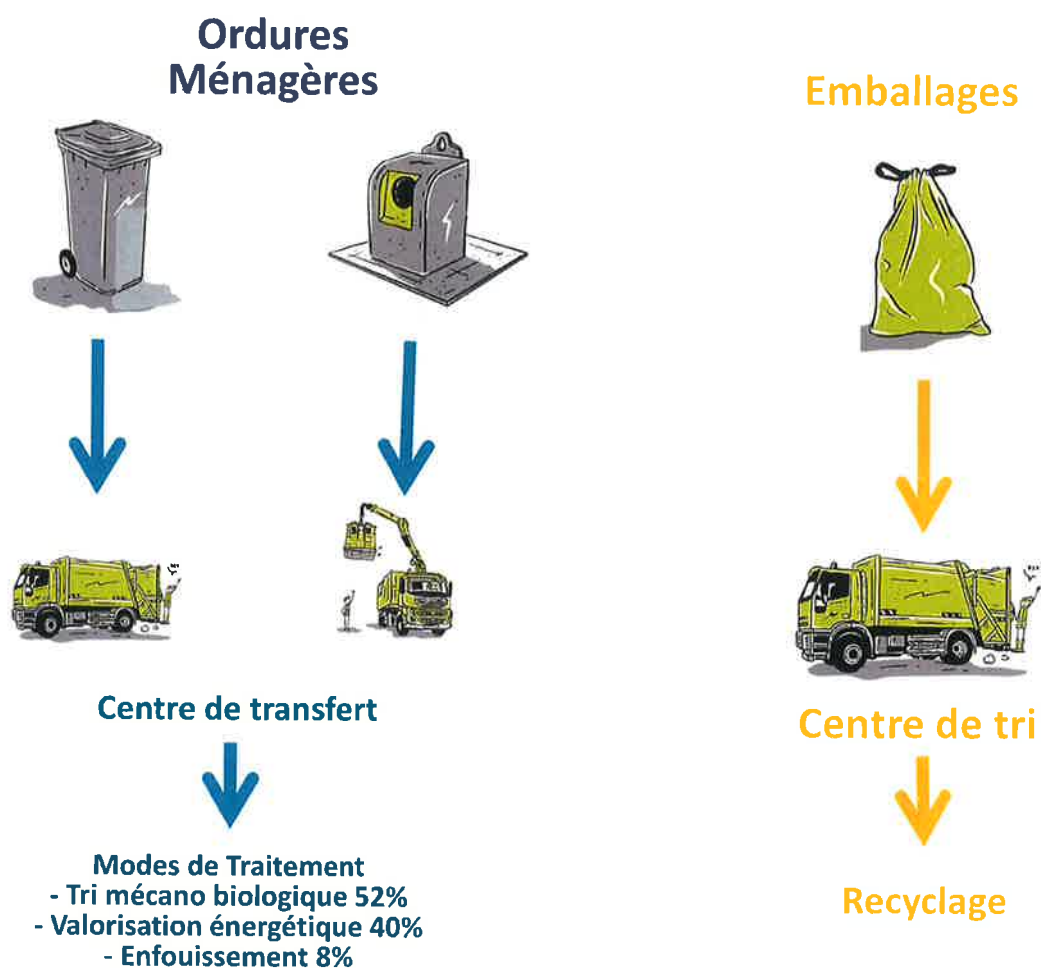 Ordures
Ménagères
Emballages
Centre de transfert
Centre de tri
Modes de Traitement
- Tri mécano biologique 52%
- Valorisation énergétique 40%
- Enfouissement 8%
Recyclage